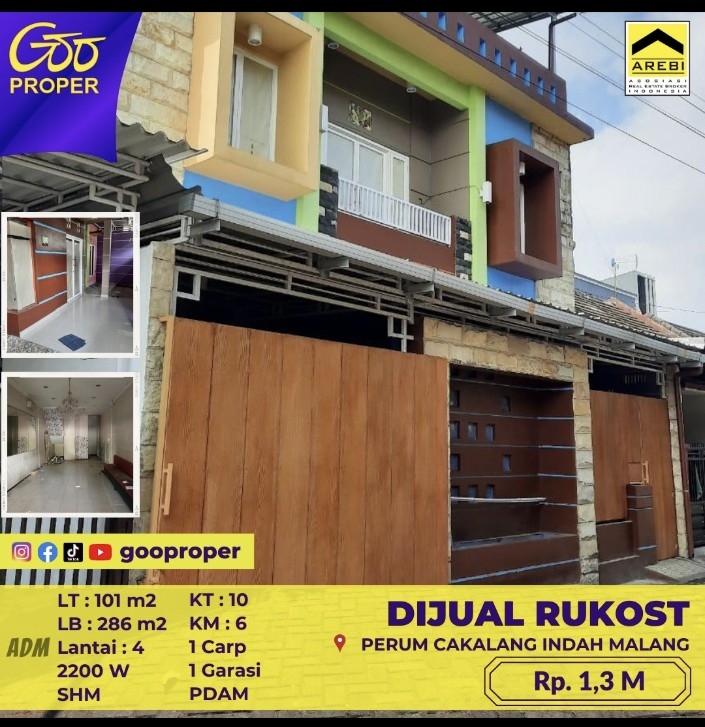 GOO
PROPER
AREBI
ASOSIASI
REAL ESTATE BROKER
INDONESIA
gooproper
ADM
LT : 101 m2
LB : 286 m2
Lantai : 4
2200 W
SHM
KT : 10
KM : 6
1 Carp
1 Garasi
PDAM
DIJUAL RUKOST
PERUM CAKALANG INDAH MALANG
Rp. 1,3 M